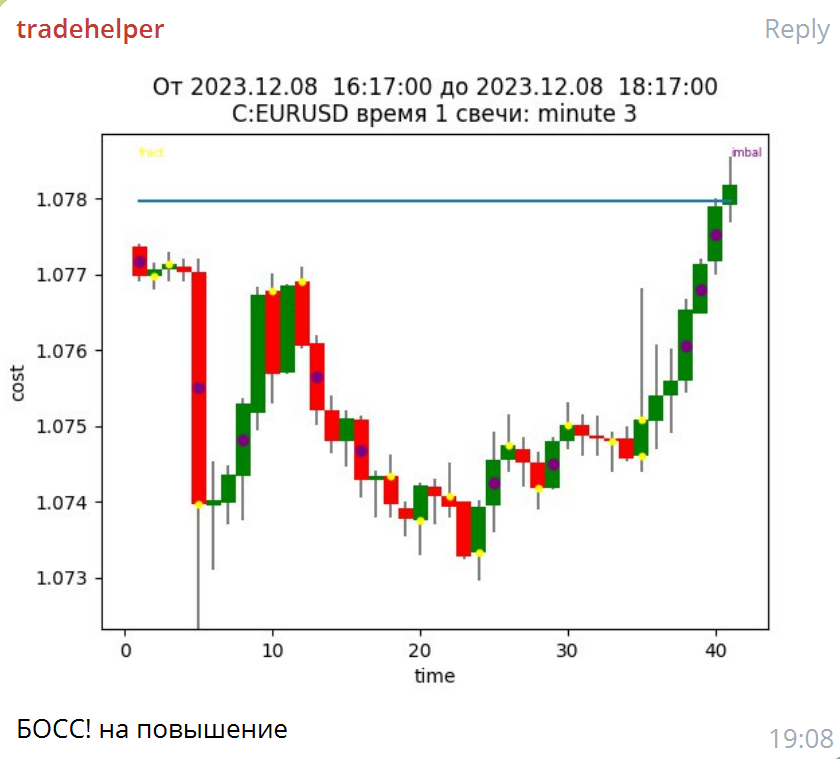 tradehelper Reply
От 2023.12.08 16:17:00 до 2023.12.08 18:17:00
C:EURUSD время 1 свечи: minute 3
fract imbal
1.078
1.077
1.076
1.075
1.074
1.073
cost
0 10 20 30 40
time
БОСС! на повышение
19:08